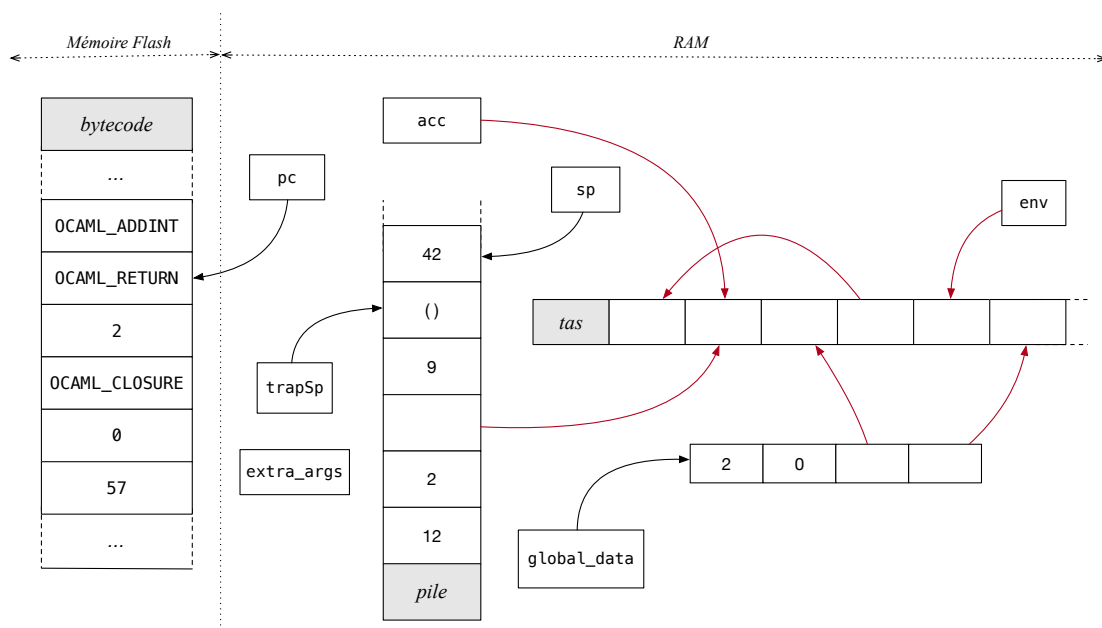 Mémoire Flash
RAM
bytecode
...
OCAML_ADDINT
OCAML_RETURN
2
OCAML_CLOSURE
0
57
...
pc
trapSp
extra_args
acc
42
()
9
2
12
pile
sp
env
tas
2 0
global_data